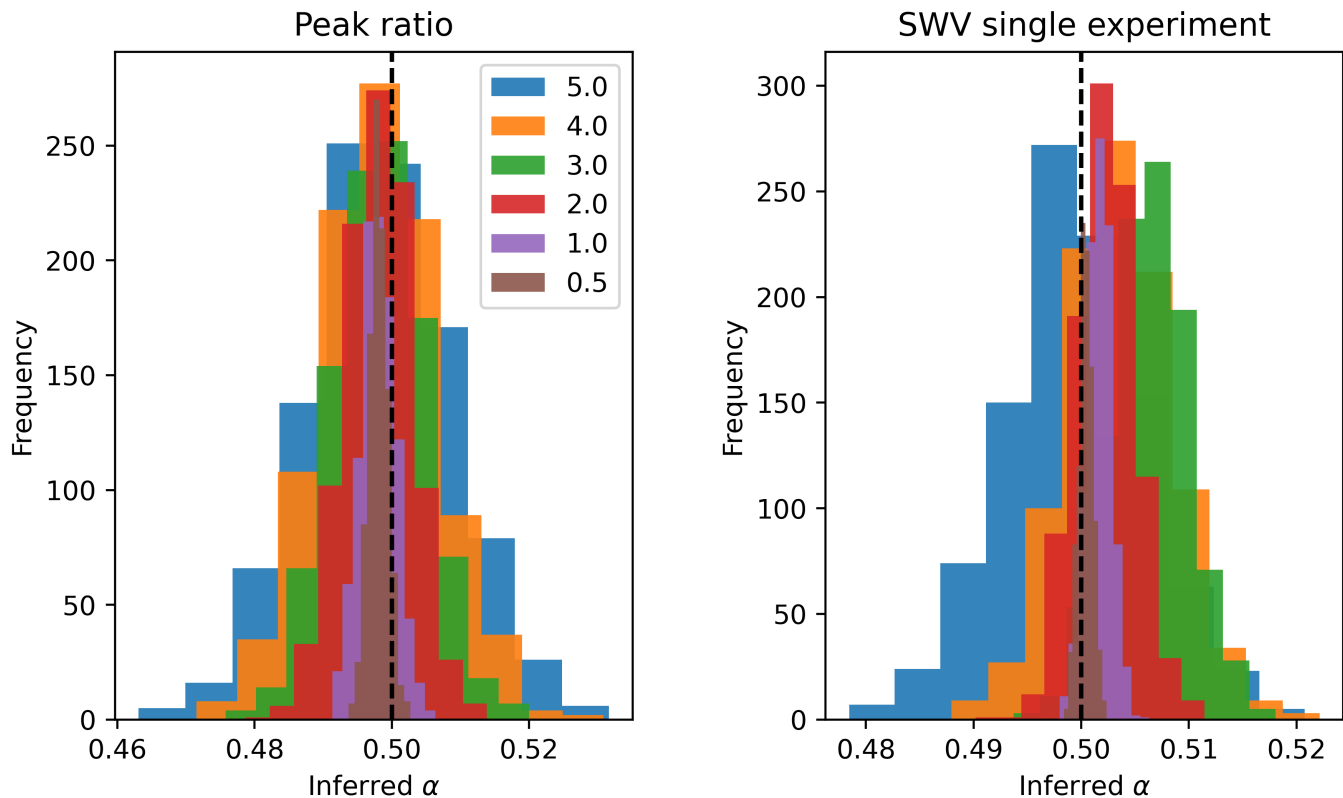 Peak ratio
Frequency
250
200
150
100
50
0
0.46 0.48 0.50 0.52
Inferred α
5.0
4.0
3.0
2.0
1.0
0.5
SWV single experiment
Frequency
300
250
200
150
100
50
0
0.48 0.49 0.50 0.51 0.52
Inferred α